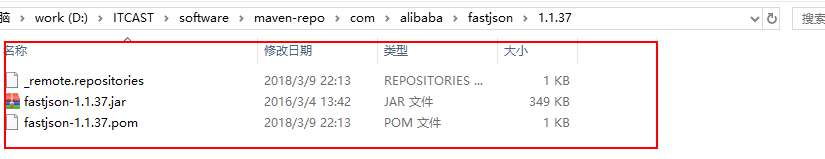 脑 › work (D:) › ITCAST › software › maven-repo › com › alibaba › fastjson › 1.1.37 搜索
名称 修改日期 类型 大小
_remote.repositories 2018/3/9 22:13 REPOSITORIES ... 1 KB
fastjson-1.1.37.jar 2016/3/4 13:42 JAR 文件 349 KB
fastjson-1.1.37.pom 2018/3/9 22:13 POM 文件 1 KB